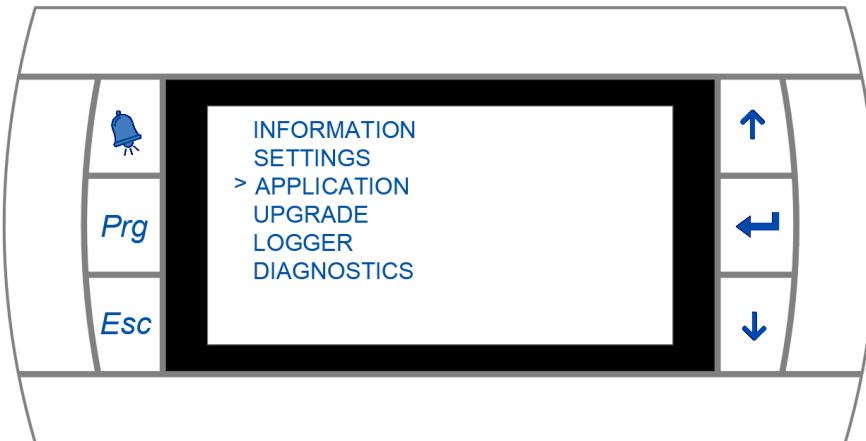 INFORMATION
SETTINGS
> APPLICATION
UPGRADE
LOGGER
DIAGNOSTICS
Prg
Esc